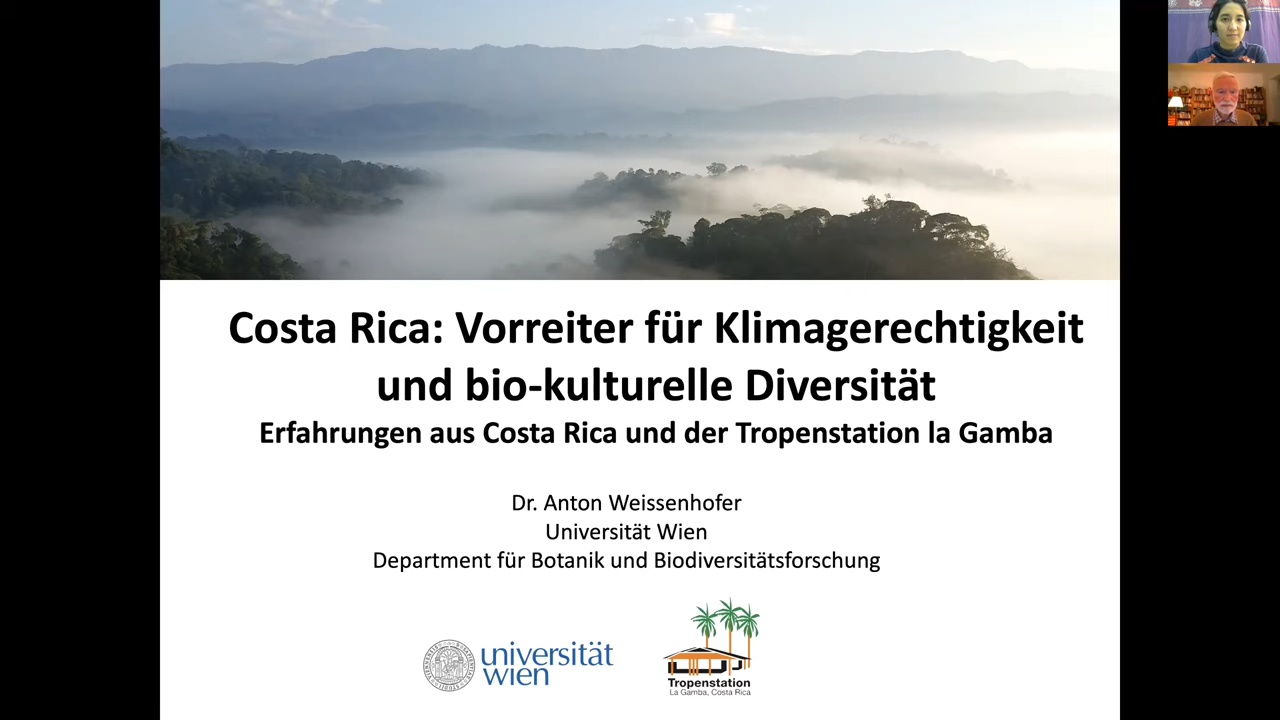 Costa Rica: Vorreiter für Klimagerechtigkeit
und bio-kulturelle Diversität
Erfahrungen aus Costa Rica und der Tropenstation la Gamba
Dr. Anton Weissenhofer
Universität Wien
Department für Botanik und Biodiversitätsforschung
universität
wien
Tropenstation
La Gamba, Costa Rica